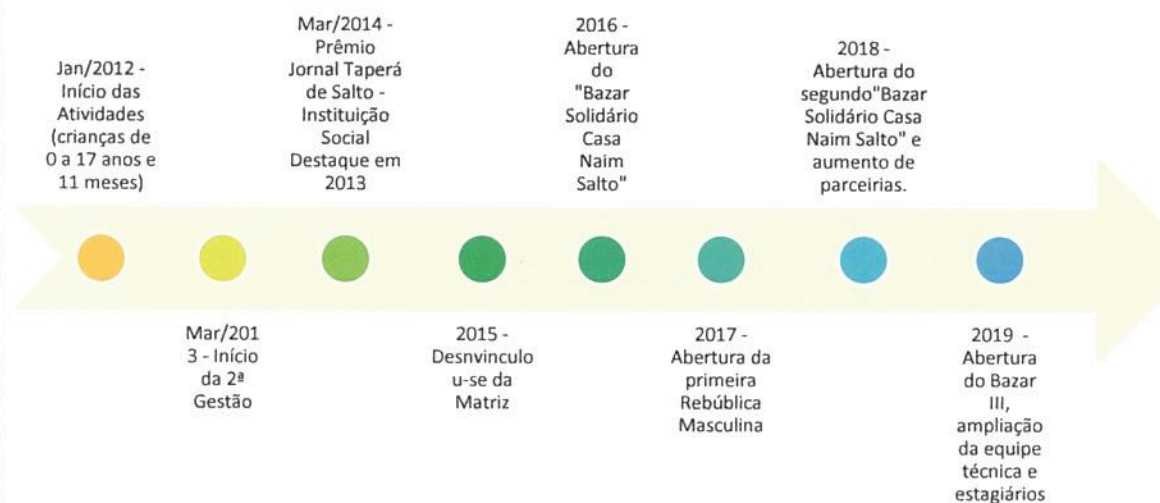 Jan/2012 -
Início das
Atividades
(crianças de
0 a 17 anos e
11 meses)
Mar/201
3 - Início
da 2ª
Gestão
Mar/2014 -
Prêmio
Jornal Taperá
de Salto -
Instituição
Social
Destaque em
2013
2015 -
Desnvinculo
u-se da
Matriz
2016 -
Abertura
do
"Bazar
Solidário
Casa
Naim
Salto"
2017 -
Abertura da
primeira
Rebública
Masculina
2018 -
Abertura do
segundo"Bazar
Solidário Casa
Naim Salto" e
aumento de
parceirias.
2019 -
Abertura
do Bazar
III,
ampliação
da equipe
técnica e
estagiários